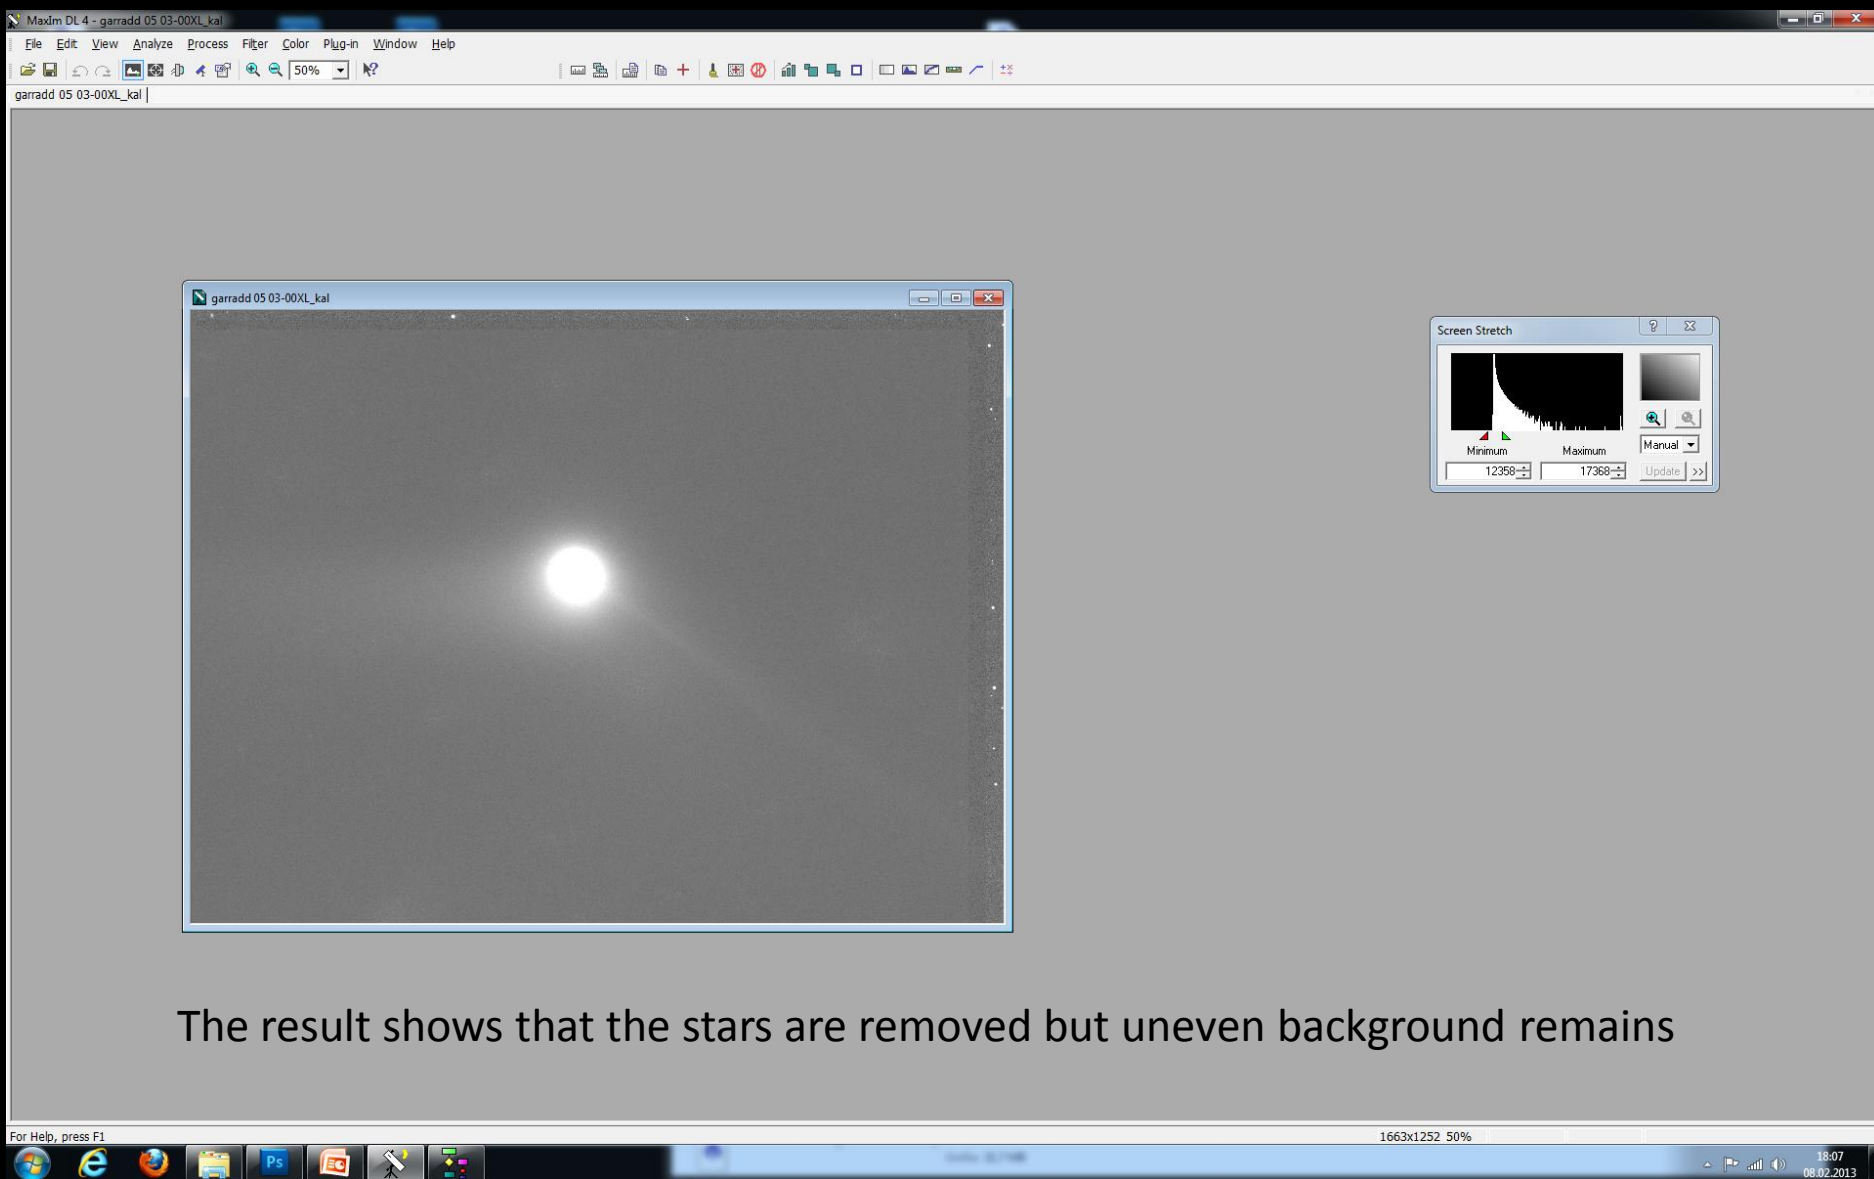 MaxIm DL 4 - garradd 05 03-00XL_kal
File Edit View Analyze Process Filter Color Plug-in Window Help
50%
garradd 05 03-00XL_kal
garradd 05 03-00XL_kal
Screen Stretch
Minimum Maximum Manual
12358 17368 Update >>
The result shows that the stars are removed but uneven background remains
For Help, press F1
1663x1252 50%
Ps
18:07
08.02.2013